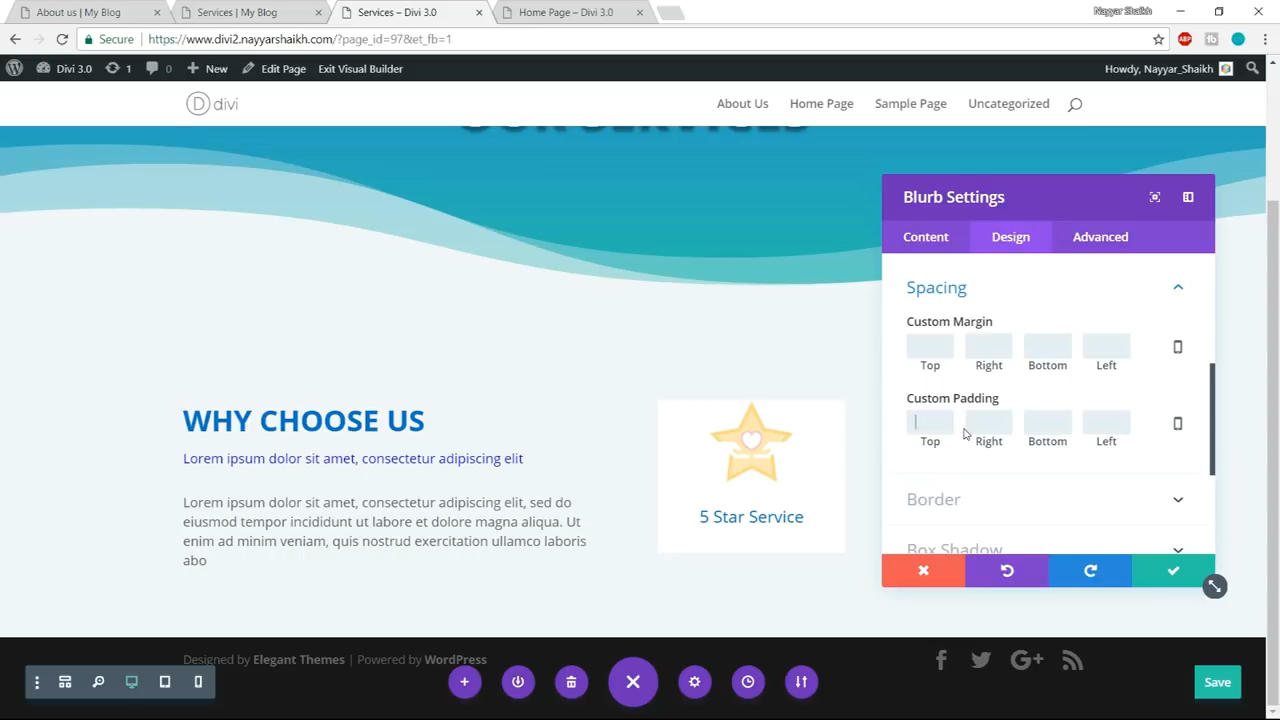 About us | My Blog
Services | My Blog
Services – Divi 3.0
Home Page – Divi 3.0
Nayyar Shaikh
Secure
https://www.divi2.nayyarshaikh.com/?page_id=97&et_fb=1
ABP
fb
Divi 3.0
1
0
New
Edit Page
Exit Visual Builder
Howdy, Nayyar_Shaikh
D divi
About Us
Home Page
Sample Page
Uncategorized
OUR SERVICES
Blurb Settings
Content
Design
Advanced
Spacing
Custom Margin
Top
Right
Bottom
Left
Custom Padding
Top
Right
Bottom
Left
Border
Box Shadow
WHY CHOOSE US
Lorem ipsum dolor sit amet, consectetur adipiscing elit
Lorem ipsum dolor sit amet, consectetur adipiscing elit, sed do
eiusmod tempor incididunt ut labore et dolore magna aliqua. Ut
enim ad minim veniam, quis nostrud exercitation ullamco laboris
abo
5 Star Service
Designed by Elegant Themes | Powered by WordPress
G+
Save